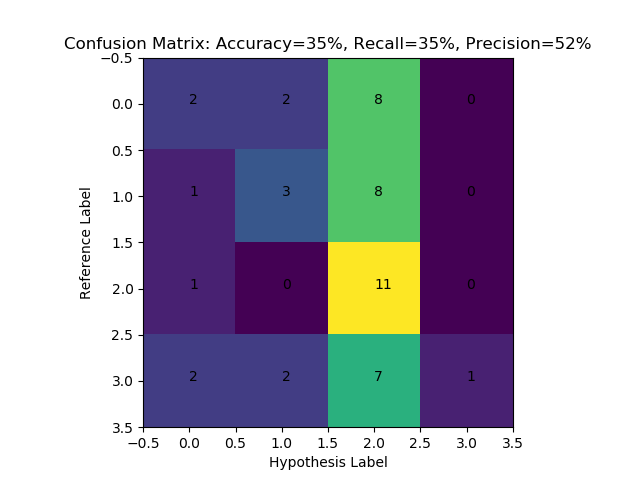 Confusion Matrix: Accuracy=35%, Recall=35%, Precision=52%
−0.5
0.0
0.5
1.0
1.5
2.0
2.5
3.0
3.5
Reference Label
2 2 8 0
1 3 8 0
1 0 11 0
2 2 7 1
−0.5 0.0 0.5 1.0 1.5 2.0 2.5 3.0 3.5
Hypothesis Label